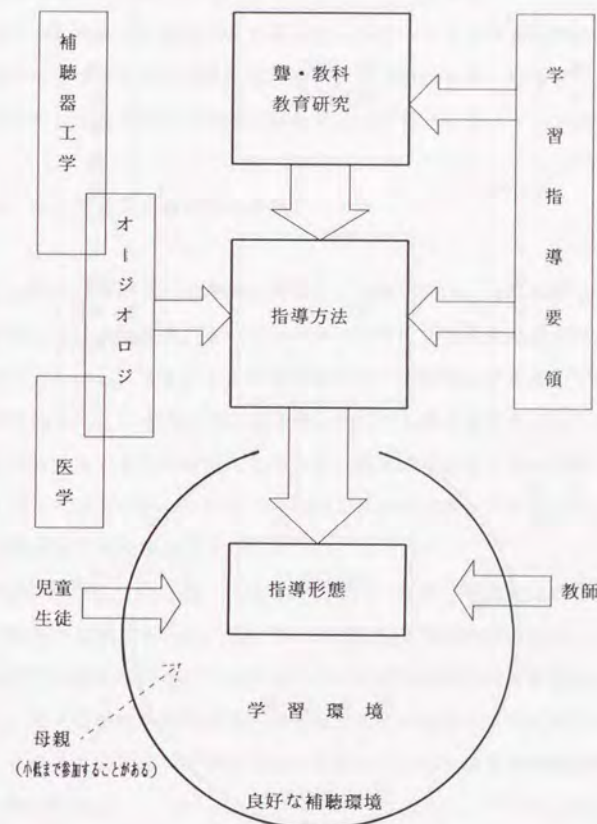 補聴器工学
聾・教科
教育研究
学習指導要領
オージオロジ
指導方法
医学
児童
生徒
指導形態
教師
学習環境
母親
(小低まで参加することがある)
良好な補聴環境